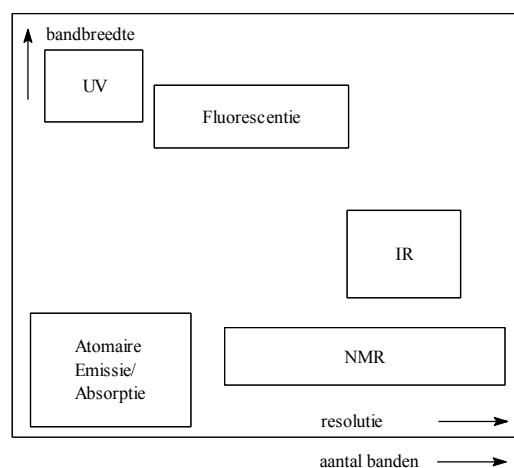 bandbreedte
UV
Fluorescentie
IR
Atomaire
Emissie/
Absorptie
NMR
resolutie
aantal banden